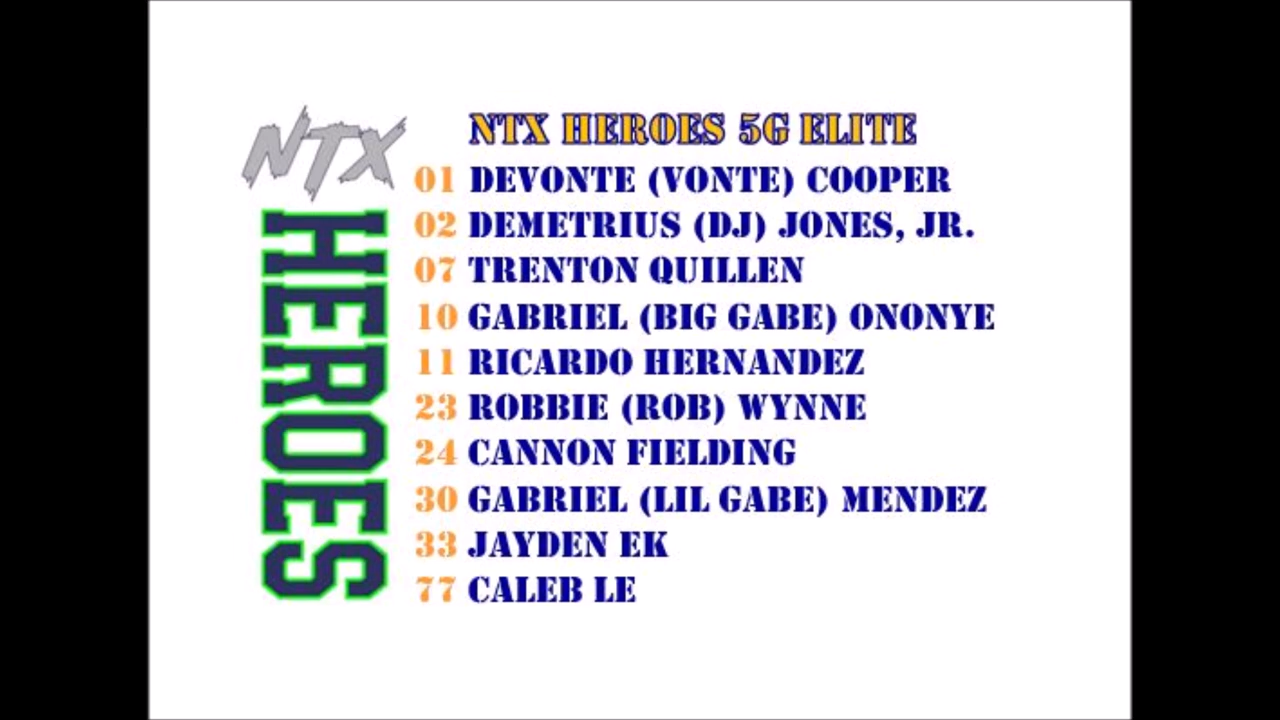 NTX
HEROES
NTX HEROES 5G ELITE
01 DEVONTE (VONTE) COOPER
02 DEMETRIUS (DJ) JONES, JR.
07 TRENTON QUILLEN
10 GABRIEL (BIG GABE) ONONYE
11 RICARDO HERNANDEZ
23 ROBBIE (ROB) WYNNE
24 CANNON FIELDING
30 GABRIEL (LIL GABE) MENDEZ
33 JAYDEN EK
77 CALEB LE